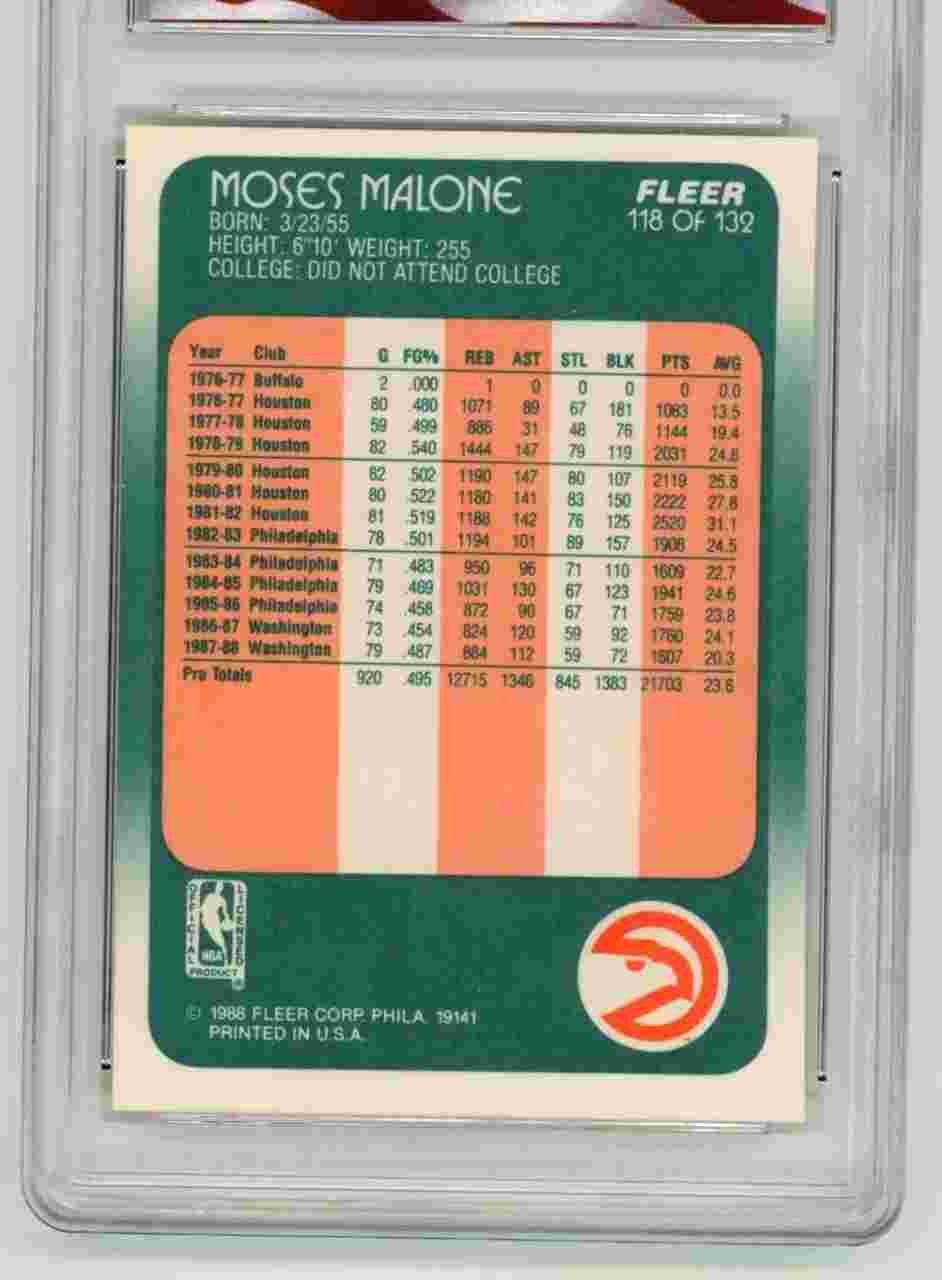 MOSES MALONE
FLEER
118 OF 132
BORN: 3/23/55
HEIGHT: 6"10' WEIGHT: 255
COLLEGE: DID NOT ATTEND COLLEGE
Year Club G FG% REB AST STL BLK PTS AVG
1976-77 Buffalo 2 .000 1 0 0 0 0 0.0
1976-77 Houston 80 .480 1071 89 67 181 1083 13.5
1977-78 Houston 59 .499 886 31 48 76 1144 19.4
1978-79 Houston 82 .540 1444 147 79 119 2031 24.8
1979-80 Houston 82 .502 1190 147 80 107 2119 25.8
1980-81 Houston 80 .522 1180 141 83 150 2222 27.8
1981-82 Houston 81 .519 1188 142 76 125 2520 31.1
1982-83 Philadelphia 78 .501 1194 101 89 157 1908 24.5
1983-84 Philadelphia 71 .483 950 96 71 110 1609 22.7
1984-85 Philadelphia 79 .469 1031 130 67 123 1941 24.6
1985-86 Philadelphia 74 .458 872 90 67 71 1759 23.8
1986-87 Washington 73 .454 824 120 59 92 1760 24.1
1987-88 Washington 79 .487 884 112 59 72 1607 20.3
Pro Totals 920 .495 12715 1346 845 1383 21703 23.6
OFFICIAL LICENSED
NBA
PRODUCT
®
© 1988 FLEER CORP. PHILA. 19141
PRINTED IN U.S.A.